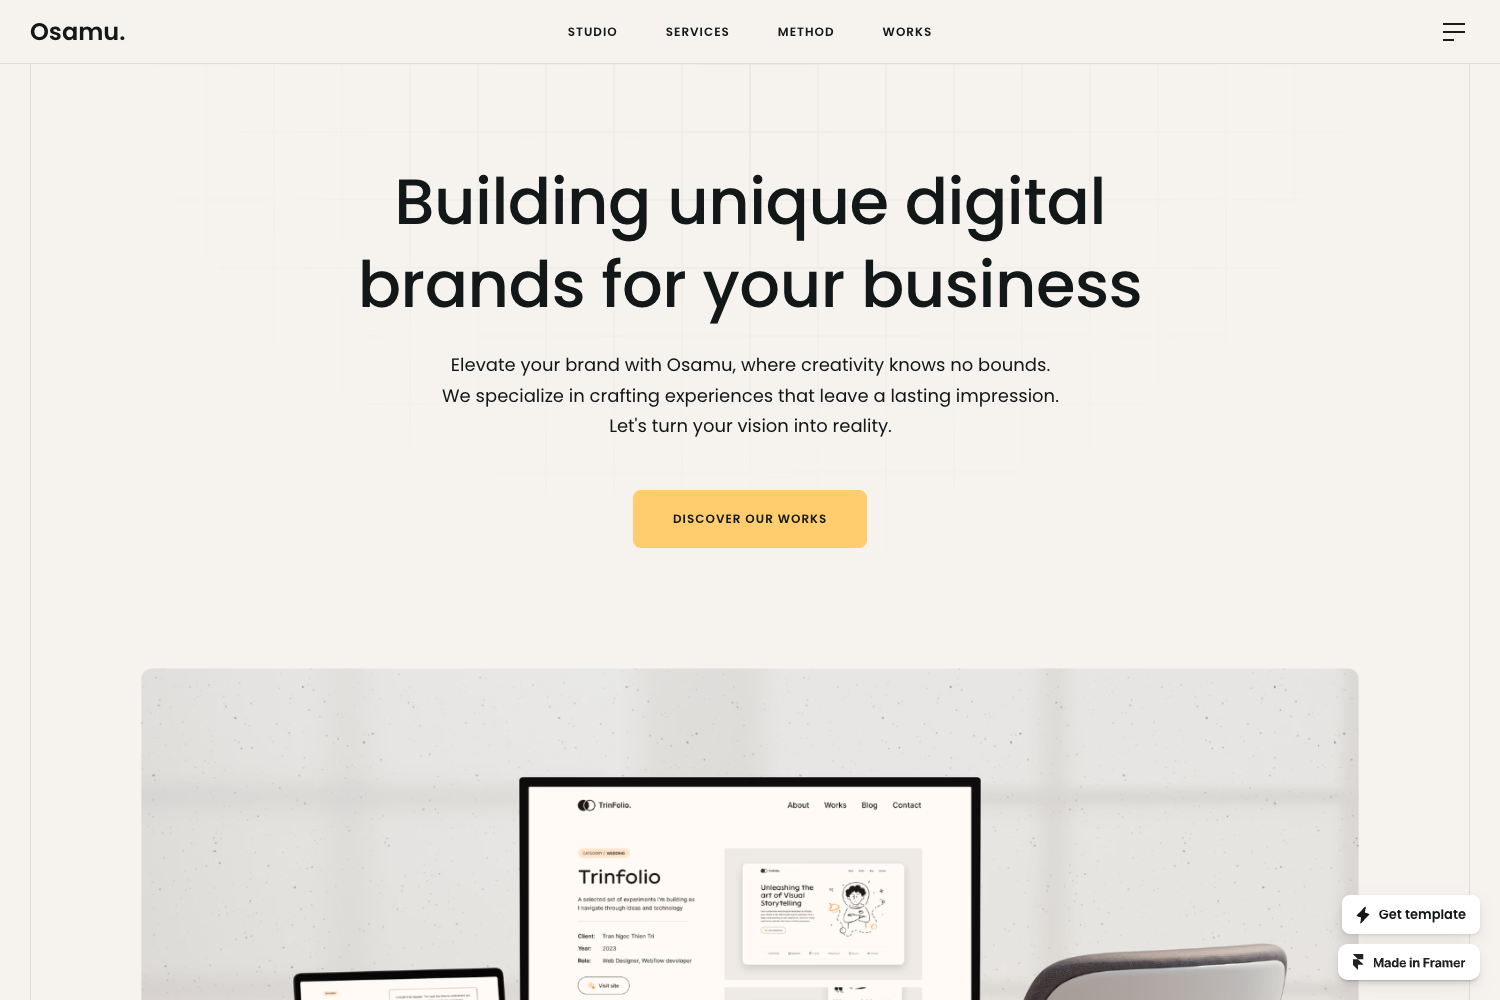 Osamu.
STUDIO SERVICES METHOD WORKS
Building unique digital
brands for your business
Elevate your brand with Osamu, where creativity knows no bounds.
We specialize in crafting experiences that leave a lasting impression.
Let's turn your vision into reality.
DISCOVER OUR WORKS
TrinFolio.
About Works Blog Contact
CATEGORY / WEBDING
Trinfolio
A selected set of experiments I'm building as
I navigate through ideas and technology
Client: Tran Ngoc Thien Tri
Year: 2023
Role: Web Designer, Webflow developer
Visit site
Unleashing the
art of Visual
Storytelling
Get template
Made in Framer